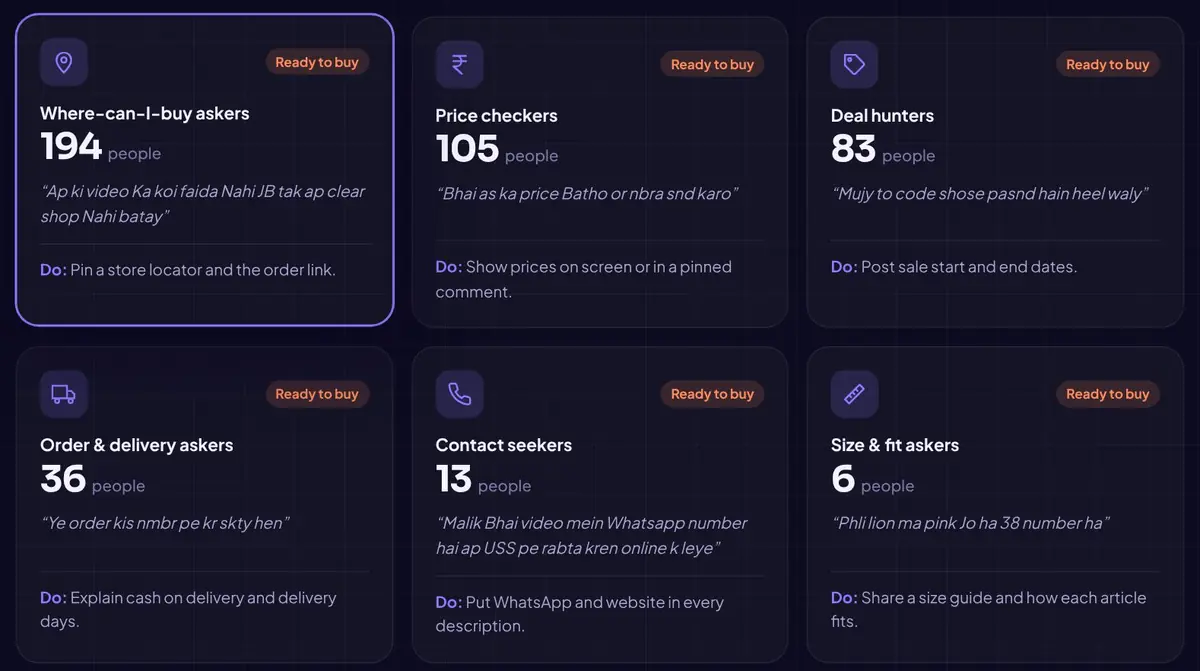 Ready to buy
Where-can-I-buy askers
194 people
“Ap ki video Ka koi faida Nahi JB tak ap clear
shop Nahi batay”
Do: Pin a store locator and the order link.
Ready to buy
Price checkers
105 people
“Bhai as ka price Batho or nbra snd karo”
Do: Show prices on screen or in a pinned
comment.
Ready to buy
Deal hunters
83 people
“Mujy to code shose pasnd hain heel waly”
Do: Post sale start and end dates.
Ready to buy
Order & delivery askers
36 people
“Ye order kis nmbr pe kr skty hen”
Do: Explain cash on delivery and delivery
days.
Ready to buy
Contact seekers
13 people
“Malik Bhai video mein Whatsapp number
hai ap USS pe rabta kren online k leye”
Do: Put WhatsApp and website in every
description.
Ready to buy
Size & fit askers
6 people
“Phli lion ma pink Jo ha 38 number ha”
Do: Share a size guide and how each article
fits.